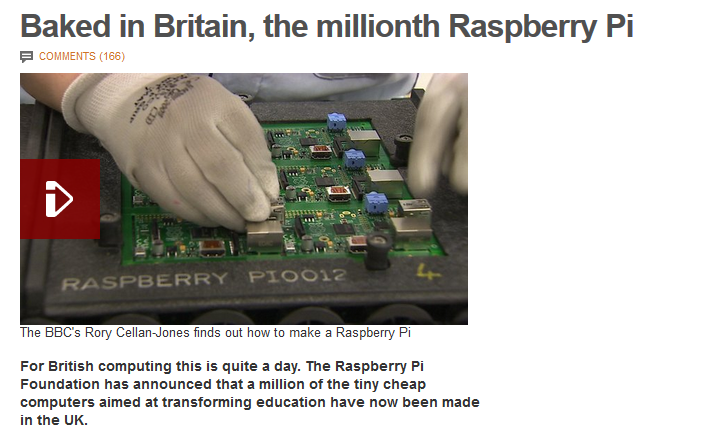 Baked in Britain, the millionth Raspberry Pi
COMMENTS (166)
RASPBERRY PI0012
4
The BBC's Rory Cellan-Jones finds out how to make a Raspberry Pi
For British computing this is quite a day. The Raspberry Pi
Foundation has announced that a million of the tiny cheap
computers aimed at transforming education have now been made
in the UK.